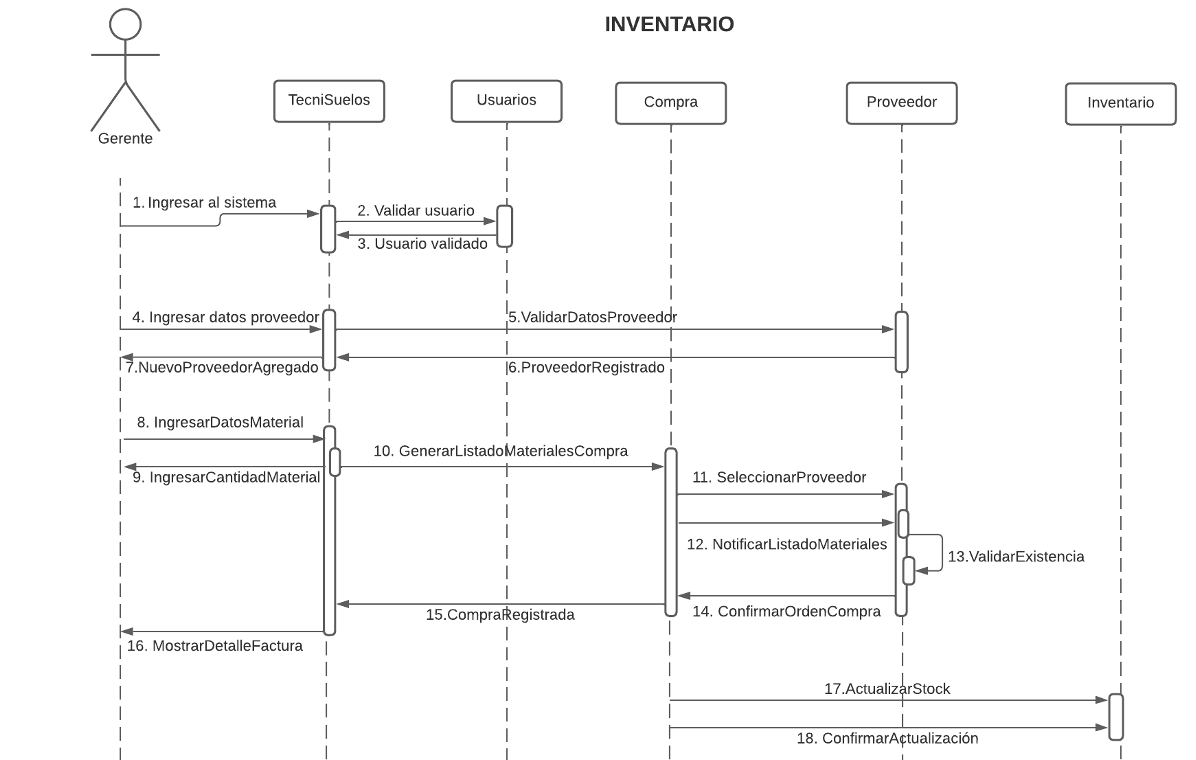 INVENTARIO
Gerente
TecniSuelos
Usuarios
Compra
Proveedor
Inventario
1. Ingresar al sistema
2. Validar usuario
3. Usuario validado
4. Ingresar datos proveedor
5.ValidarDatosProveedor
7.NuevoProveedorAgregado
6.ProveedorRegistrado
8. IngresarDatosMaterial
10. GenerarListadoMaterialesCompra
9. IngresarCantidadMaterial
11. SeleccionarProveedor
12. NotificarListadoMateriales
13.ValidarExistencia
14. ConfirmarOrdenCompra
15.CompraRegistrada
16. MostrarDetalleFactura
17.ActualizarStock
18. ConfirmarActualización